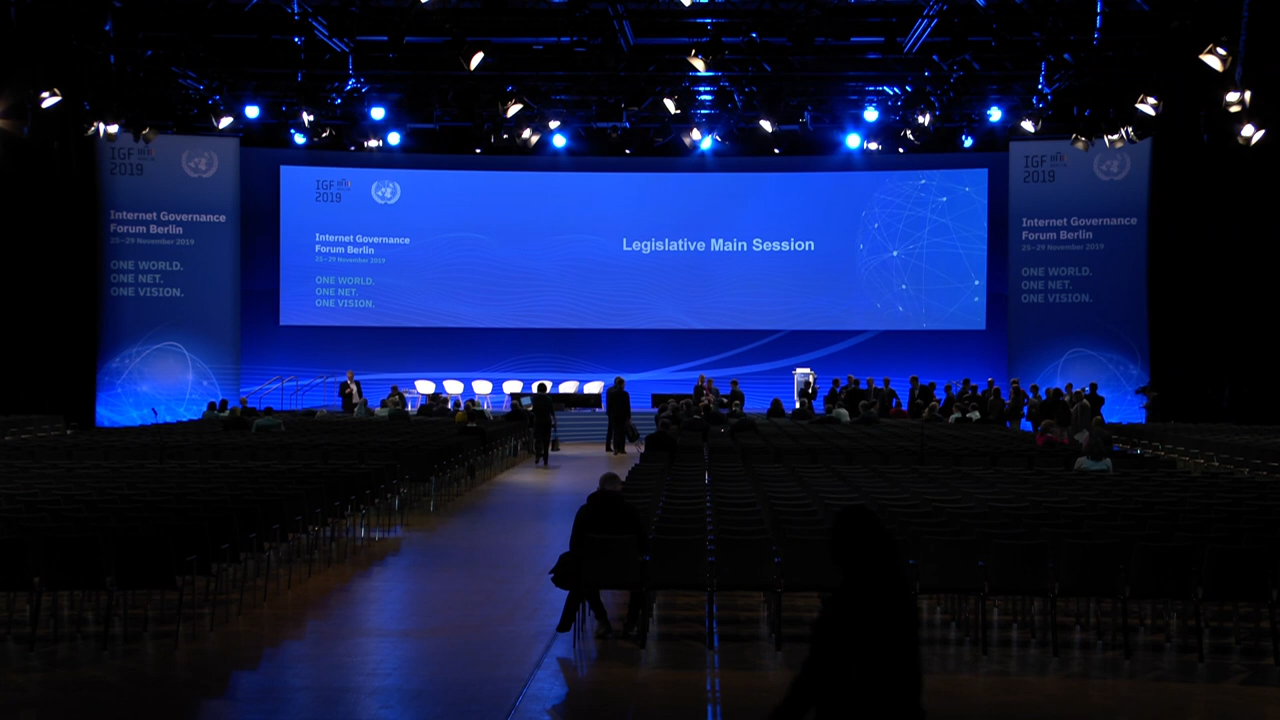 IGF
2019
Internet Governance
Forum Berlin
25–29 November 2019
ONE WORLD.
ONE NET.
ONE VISION.
IGF
2019
Internet Governance
Forum Berlin
25–29 November 2019
ONE WORLD.
ONE NET.
ONE VISION.
Legislative Main Session
IGF
2019
Internet Governance
Forum Berlin
25–29 November 2019
ONE WORLD.
ONE NET.
ONE VISION.